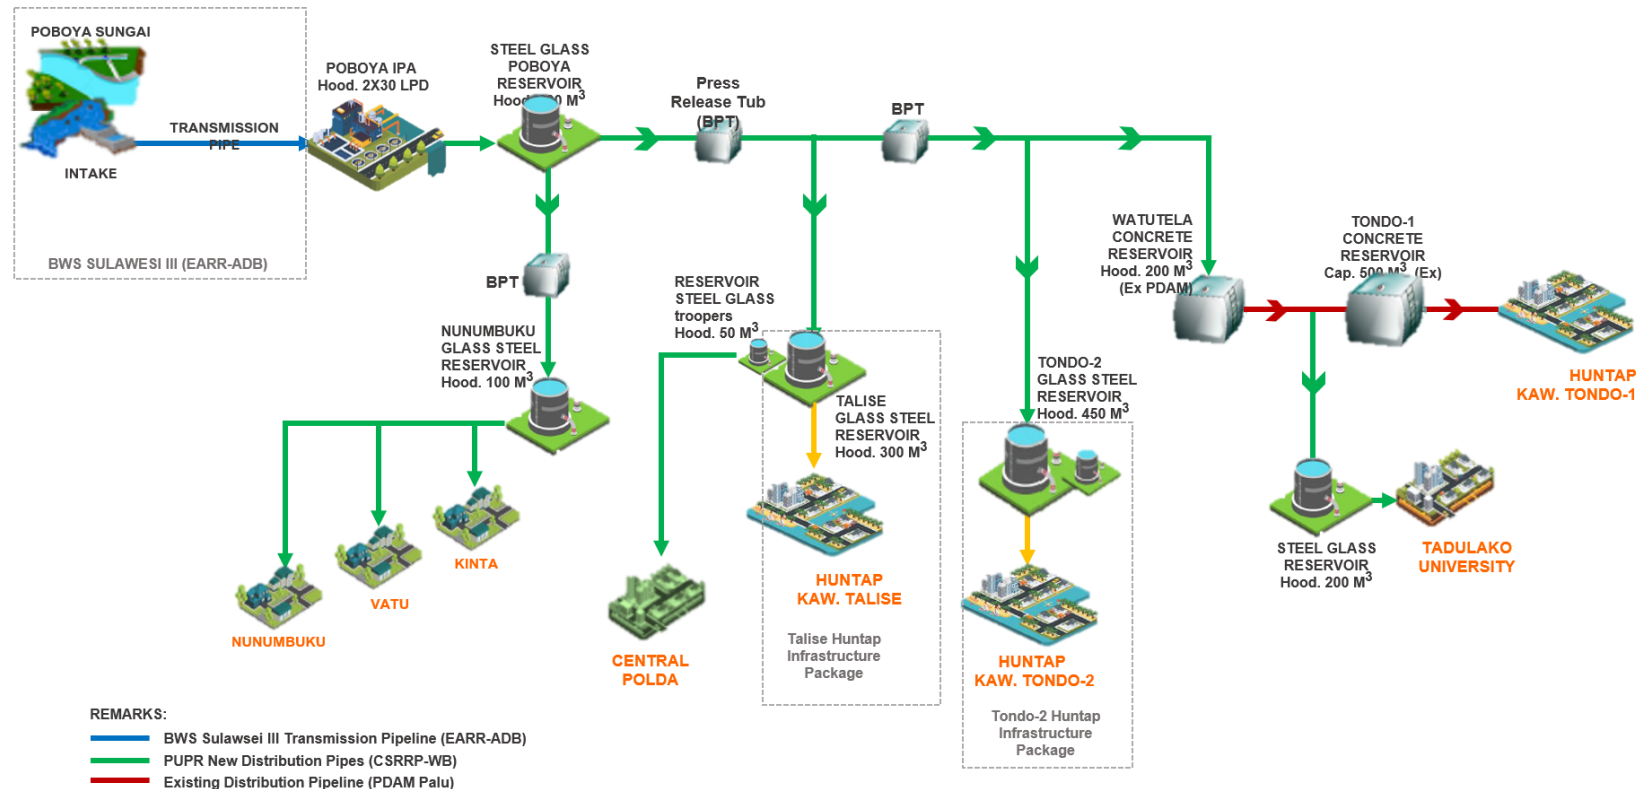 POBOYA SUNGAI
TRANSMISSION
PIPE
INTAKE
BWS SULAWESI III (EARR-ADB)
POBOYA IPA
Hood. 2X30 LPD
STEEL GLASS
POBOYA
RESERVOIR
Hood. M3
Press
Release Tub
(BPT)
BPT
BPT
NUNUMBUKU
GLASS STEEL
RESERVOIR
Hood. 100 M3
KINTA
VATU
NUNUMBUKU
RESERVOIR
STEEL GLASS
troopers
Hood. 50 M3
TALISE
GLASS STEEL
RESERVOIR
Hood. 300 M3
CENTRAL
POLDA
HUNTAP
KAW. TALISE
Talise Huntap
Infrastructure
Package
TONDO-2
GLASS STEEL
RESERVOIR
Hood. 450 M3
HUNTAP
KAW. TONDO-2
Tondo-2 Huntap
Infrastructure
Package
WATUTELA
CONCRETE
RESERVOIR
Hood. 200 M3
(Ex PDAM)
TONDO-1
CONCRETE
RESERVOIR
Cap. 500 M3 (Ex)
HUNTAP
KAW. TONDO-1
STEEL GLASS
RESERVOIR
Hood. 200 M3
TADULAKO
UNIVERSITY
REMARKS:
BWS Sulawsei III Transmission Pipeline (EARR-ADB)
PUPR New Distribution Pipes (CSRRP-WB)
Existing Distribution Pipeline (PDAM Palu)